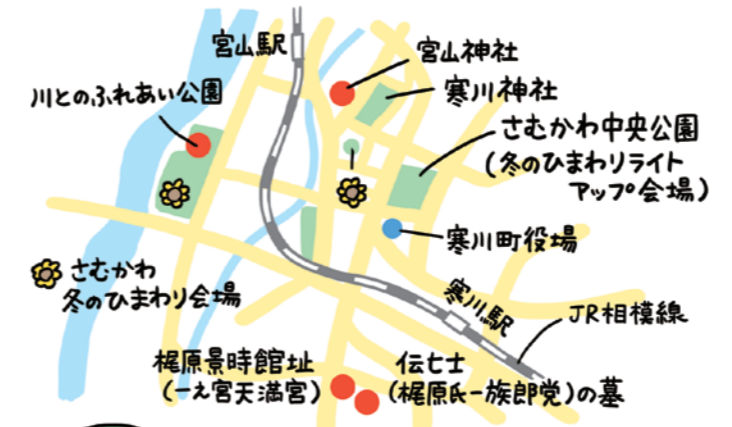 宮山駅
宮山神社
寒川神社
川とのふれあい公園
さむかわ中央公園
(冬のひまわりライト
アップ会場)
寒川町役場
さむかわ
冬のひまわり会場
寒川駅
JR相模線
梶原景時館址
(一之宮天満宮)
伝七士
(梶原氏一族郎党)の墓